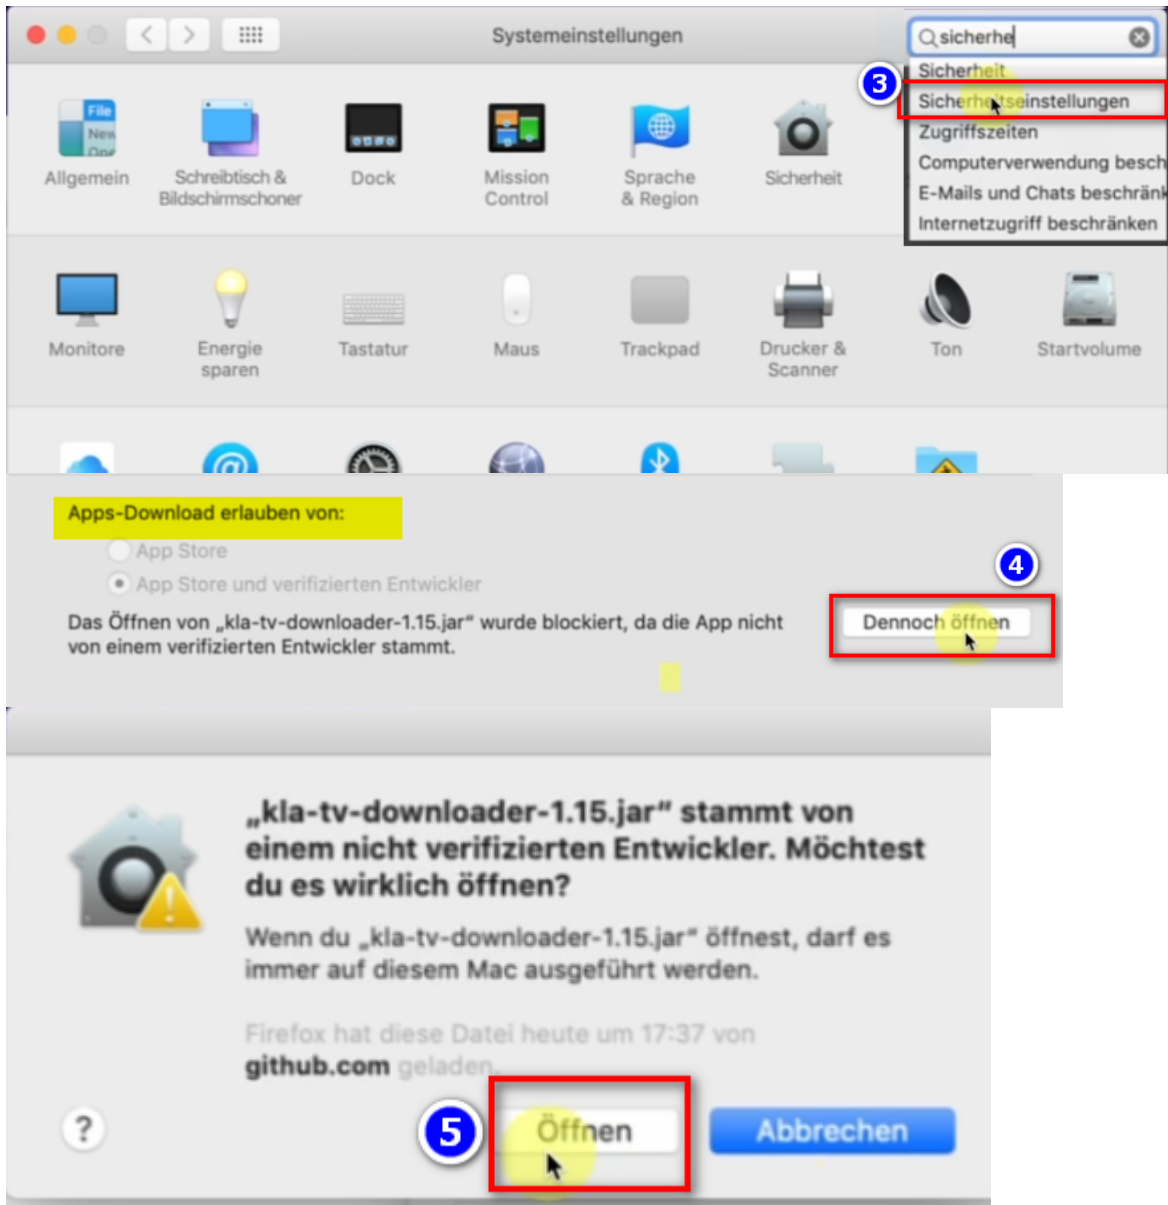 Systemeinstellungen
sicherhe
Sicherheit
3
Sicherheitseinstellungen
Zugriffszeiten
Computerverwendung besch
E-Mails und Chats beschränk
Internetzugriff beschränken
File
New
Allgemein
Schreibtisch &
Bildschirmschoner
Dock
Mission
Control
Sprache
& Region
Sicherheit
Monitore
Energie
sparen
Tastatur
Maus
Trackpad
Drucker &
Scanner
Ton
Startvolume
Apps-Download erlauben von:
App Store
App Store und verifizierten Entwickler
4
Das Öffnen von „kla-tv-downloader-1.15.jar“ wurde blockiert, da die App nicht
von einem verifizierten Entwickler stammt.
Dennoch öffnen
„kla-tv-downloader-1.15.jar“ stammt von
einem nicht verifizierten Entwickler. Möchtest
du es wirklich öffnen?
Wenn du „kla-tv-downloader-1.15.jar“ öffnest, darf es
immer auf diesem Mac ausgeführt werden.
Firefox hat diese Datei heute um 17:37 von
github.com geladen.
?
5
Öffnen
Abbrechen